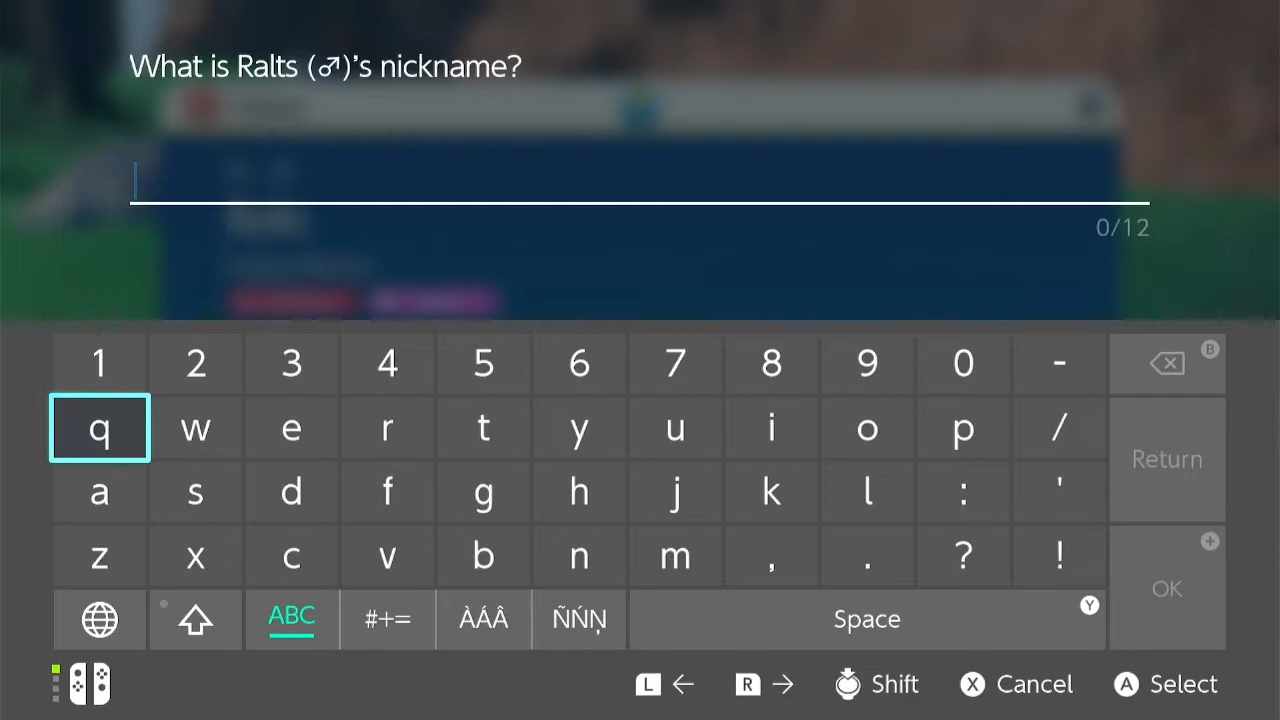 What is Ralts (♂)'s nickname?
0/12
1 2 3 4 5 6 7 8 9 0 - B
q w e r t y u i o p /
Return
a s d f g h j k l : '
z x c v b n m , . ? ! +
OK
ABC #+= ÀÁÂ ÑŃŅ Space Y
L ← R → Shift X Cancel A Select